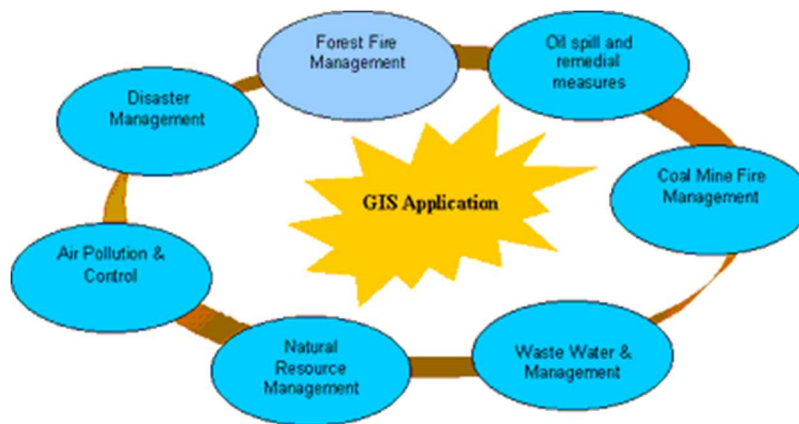 Forest Fire
Management
Oil spill and
remedial
measures
Disaster
Management
Coal Mine Fire
Management
GIS Application
Air Pollution &
Control
Natural
Resource
Management
Waste Water &
Management